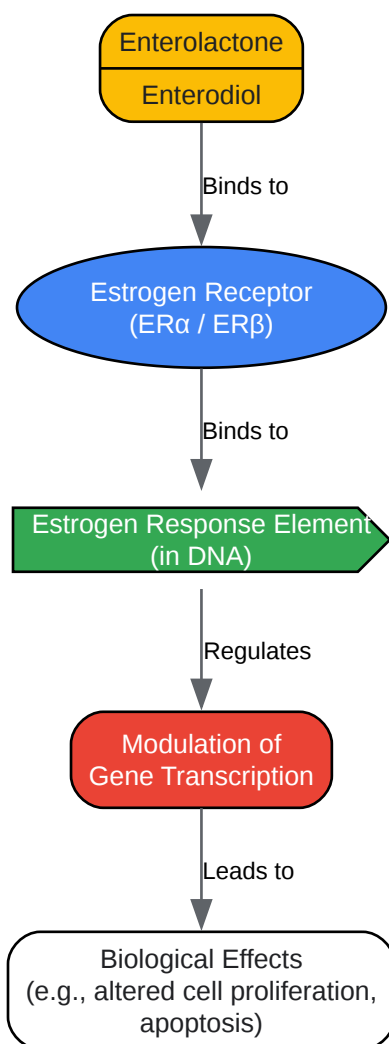 Enterolactone
Enterodiol
Binds to
Estrogen Receptor
(ERα / ERβ)
Binds to
Estrogen Response Element
(in DNA)
Regulates
Modulation of
Gene Transcription
Leads to
Biological Effects
(e.g., altered cell proliferation,
apoptosis)